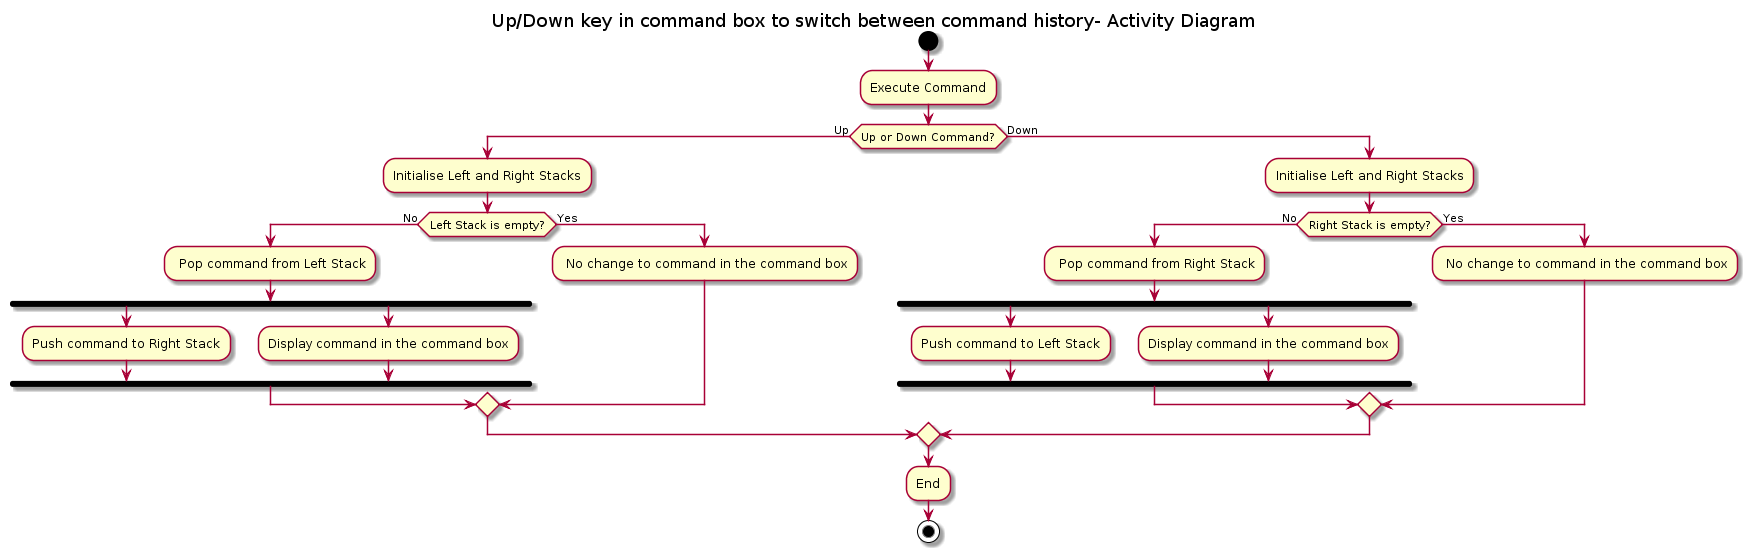 Up/Down key in command box to switch between command history- Activity Diagram
Execute Command
Up
Up or Down Command?
Down
Initialise Left and Right Stacks
Initialise Left and Right Stacks
No
Left Stack is empty?
Yes
No
Right Stack is empty?
Yes
Pop command from Left Stack
No change to command in the command box
Pop command from Right Stack
No change to command in the command box
Push command to Right Stack
Display command in the command box
Push command to Left Stack
Display command in the command box
End